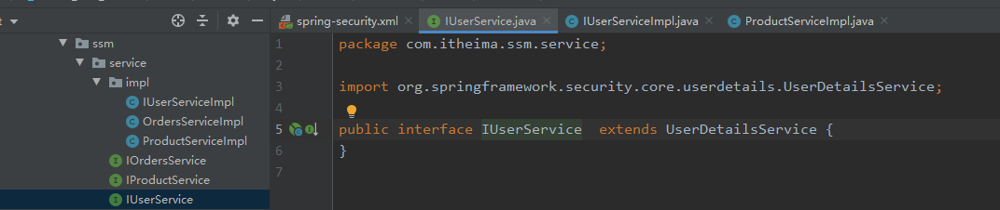 spring-security.xml
IUserService.java
IUserServiceImpl.java
ProductServiceImpl.java
ssm
service
impl
IUserServiceImpl
OrdersServiceImpl
ProductServiceImpl
IOrdersService
IProductService
IUserService
1 package com.itheima.ssm.service;
2
3 import org.springframework.security.core.userdetails.UserDetailsService;
4
5 public interface IUserService  extends UserDetailsService {
6 }
7